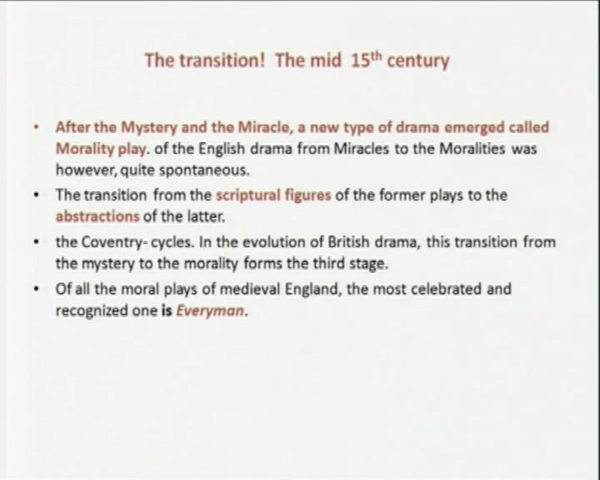 The transition! The mid 15th century
• After the Mystery and the Miracle, a new type of drama emerged called
Morality play. of the English drama from Miracles to the Moralities was
however, quite spontaneous.
• The transition from the scriptural figures of the former plays to the
abstractions of the latter.
• the Coventry- cycles. In the evolution of British drama, this transition from
the mystery to the morality forms the third stage.
• Of all the moral plays of medieval England, the most celebrated and
recognized one is Everyman.